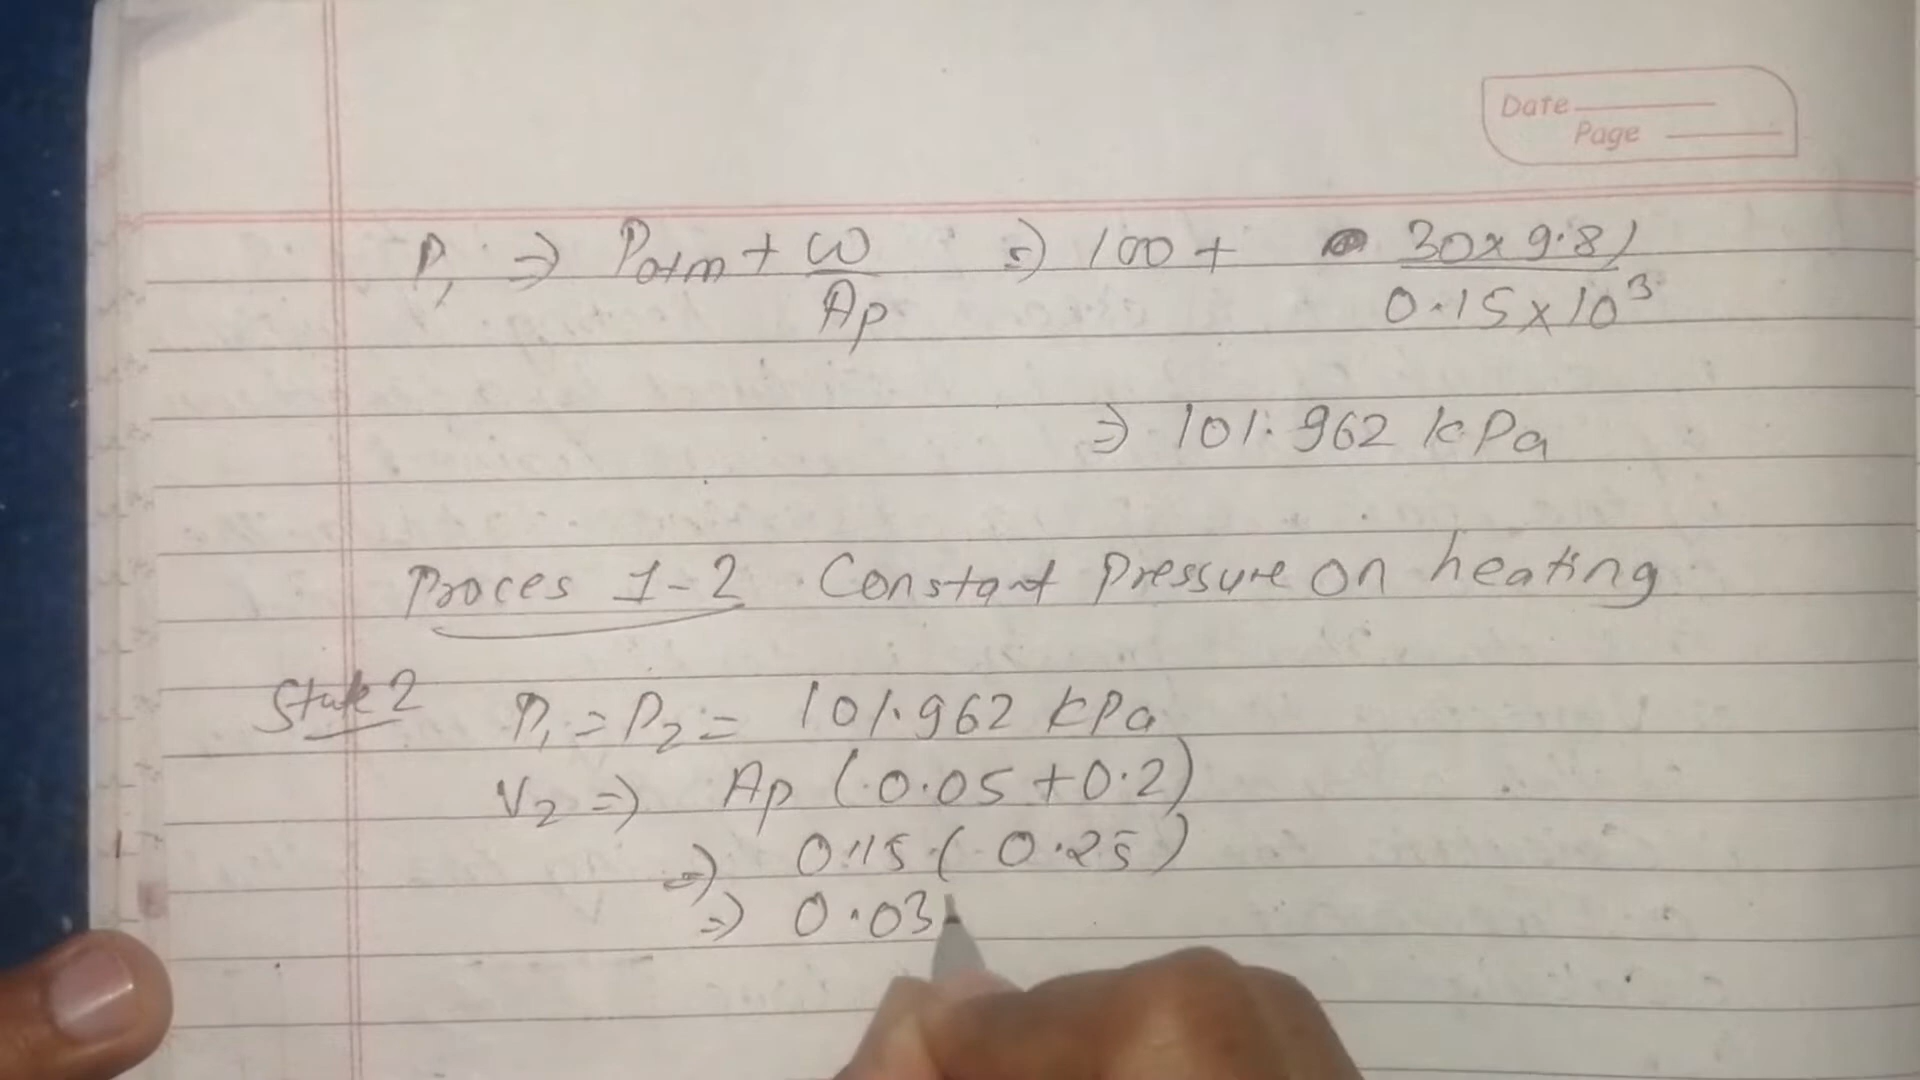 Date
Page
P₁ ⇒ Patm + ω/Ap ⇒ 100 + 30×9.81/0.15×10³
⇒ 101.962 kPa
Proces 1-2 Constant Pressure on heating
State 2 P₁ = P₂ = 101.962 kPa
V₂ ⇒ Ap (0.05+0.2)
⇒ 0.15 (0.25)
⇒ 0.03